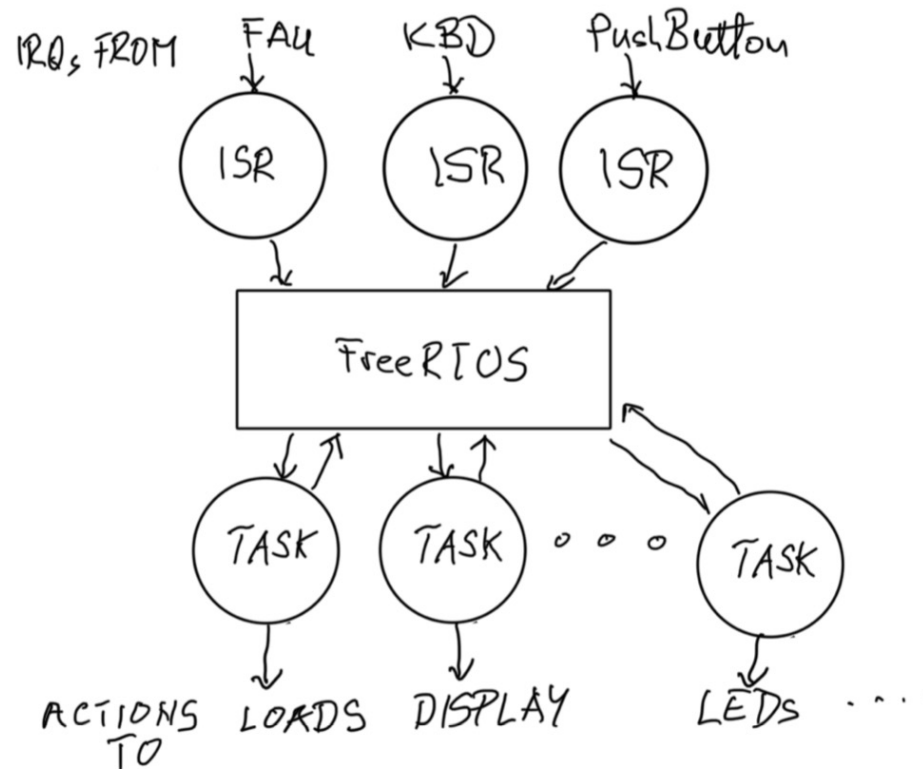 IRQs FROM FAU KBD PushButton
ISR ISR ISR
FreeRTOS
TASK TASK TASK
ACTIONS TO LOADS DISPLAY LEDs ...